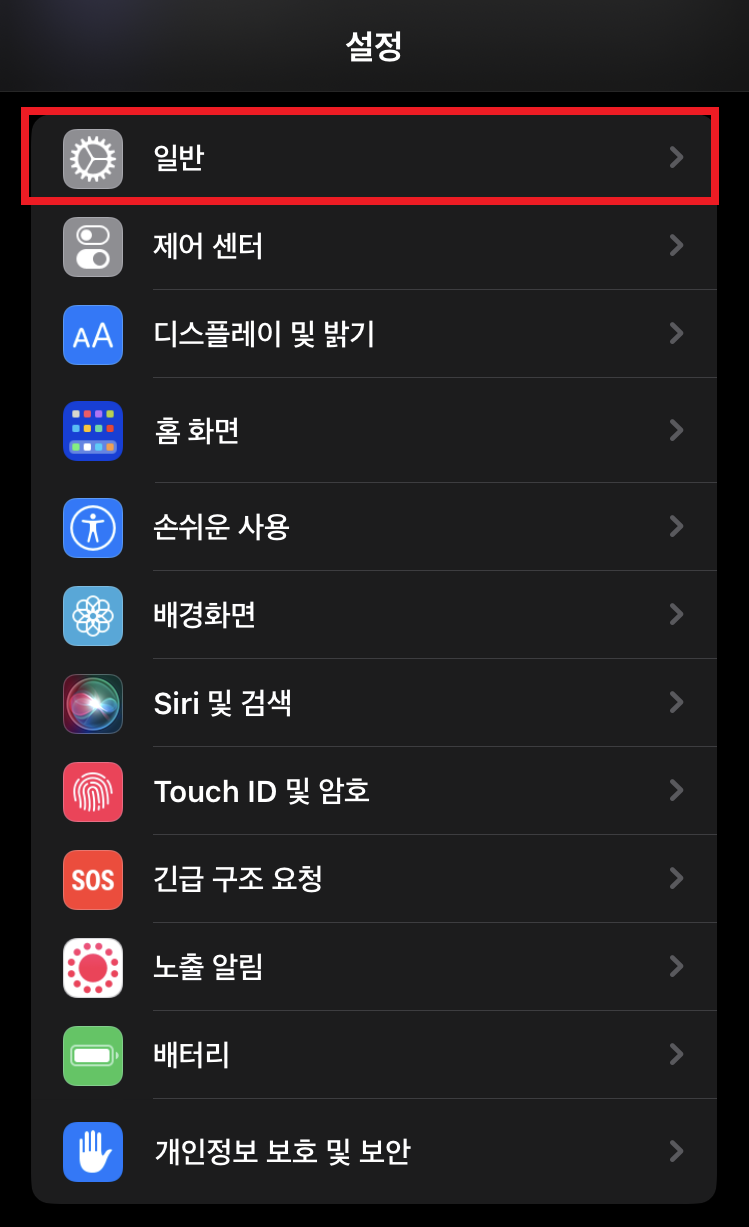 설정
일반
제어 센터
AA
디스플레이 및 밝기
홈 화면
손쉬운 사용
배경화면
Siri 및 검색
Touch ID 및 암호
SOS
긴급 구조 요청
노출 알림
배터리
개인정보 보호 및 보안